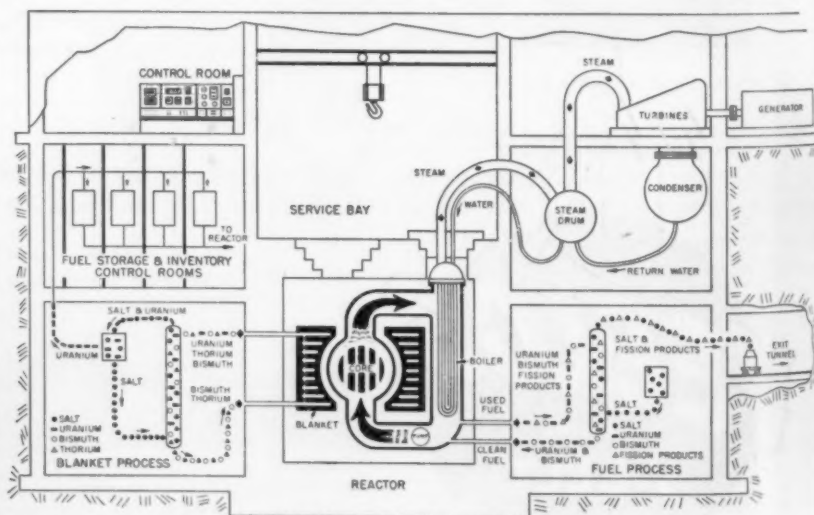 CONTROL ROOM
STEAM
TURBINES
GENERATOR
STEAM
WATER
SERVICE BAY
STEAM
DRUM
CONDENSER
RETURN WATER
TO
REACTOR
FUEL STORAGE & INVENTORY
CONTROL ROOMS
SALT & URANIUM
URANIUM
SALT
URANIUM
THORIUM
BISMUTH
BISMUTH
THORIUM
SALT
URANIUM
BISMUTH
THORIUM
BLANKET PROCESS
CORE
BLANKET
PUMP
BOILER
REACTOR
USED
FUEL
CLEAN
FUEL
URANIUM
BISMUTH
FISSION
PRODUCTS
SALT &
FISSION PRODUCTS
SALT
SALT
URANIUM
BISMUTH
FISSION PRODUCTS
URANIUM &
BISMUTH
FUEL PROCESS
EXIT
TUNNEL